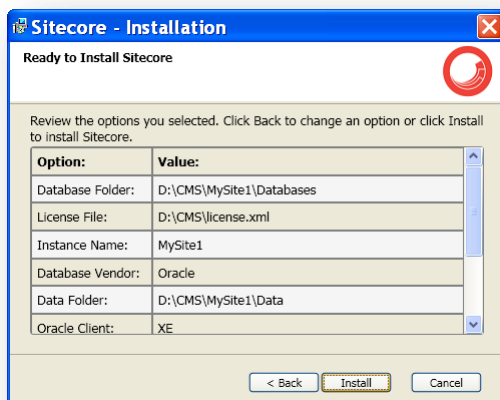 Sitecore - Installation
Ready to Install Sitecore
Review the options you selected. Click Back to change an option or click Install
to install Sitecore.
Option: Value:
Database Folder: D:\CMS\MySite1\Databases
License File: D:\CMS\license.xml
Instance Name: MySite1
Database Vendor: Oracle
Data Folder: D:\CMS\MySite1\Data
Oracle Client: XE
< Back Install Cancel